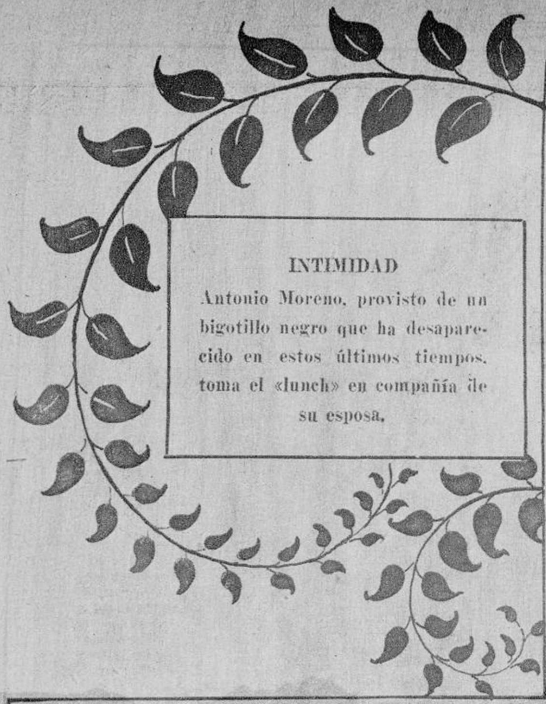 INTIMIDAD
Antonio Moreno, provisto de un
bigotillo negro que ha desapare-
cido en estos últimos tiempos,
toma el «lunch» en compañía de
su esposa.